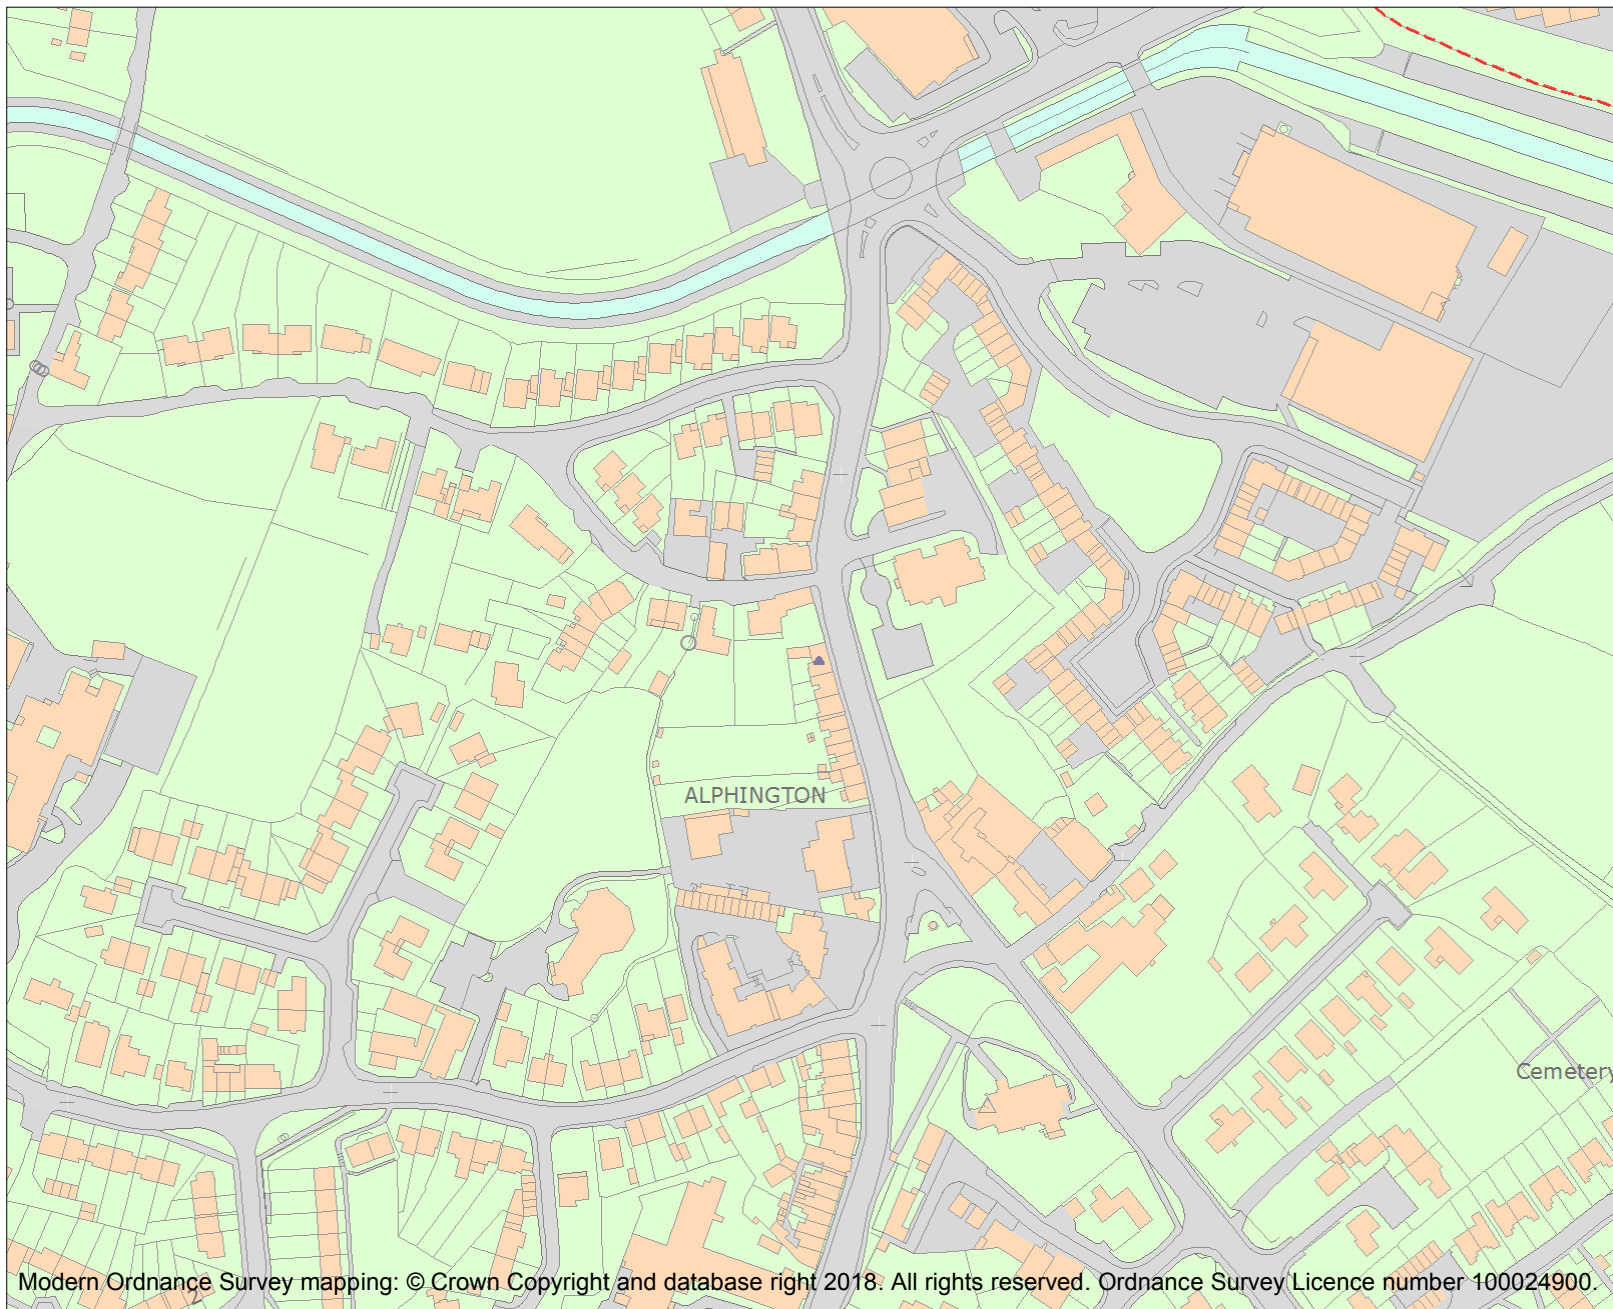 ALPHINGTON
Cemetery
2
Modern Ordnance Survey mapping: © Crown Copyright and database right 2018. All rights reserved. Ordnance Survey Licence number 100024900.